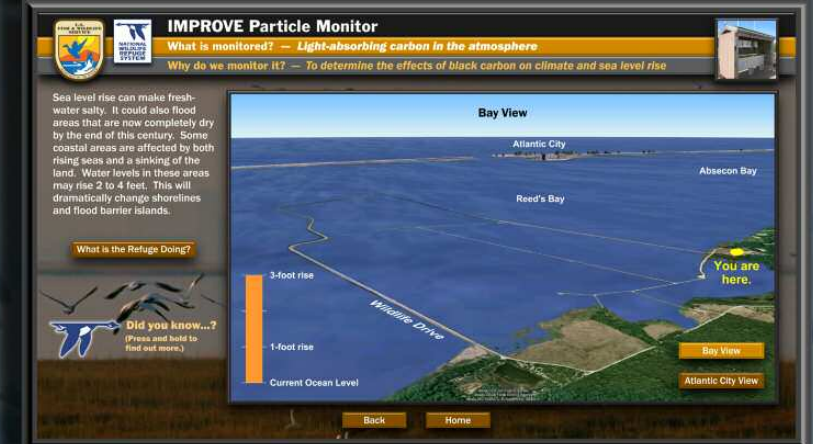 U.S.
FISH & WILDLIFE
SERVICE
NATIONAL
WILDLIFE
REFUGE
SYSTEM
IMPROVE Particle Monitor
What is monitored? — Light-absorbing carbon in the atmosphere
Why do we monitor it? — To determine the effects of black carbon on climate and sea level rise
Sea level rise can make fresh-
water salty. It could also flood
areas that are now completely dry
by the end of this century. Some
coastal areas are affected by both
rising seas and a sinking of the
land. Water levels in these areas
may rise 2 to 4 feet. This will
dramatically change shorelines
and flood barrier islands.
What is the Refuge Doing?
Did you know...?
(Press and hold to
find out more.)
Bay View
Atlantic City
Absecon Bay
Reed's Bay
You are
here.
Wildlife Drive
3-foot rise
1-foot rise
Current Ocean Level
Bay View
Atlantic City View
Back
Home